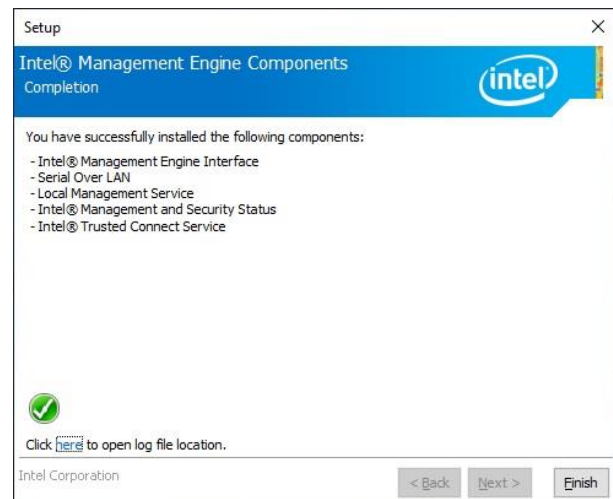 Setup
Intel® Management Engine Components
Completion
intel
You have successfully installed the following components:
- Intel® Management Engine Interface
- Serial Over LAN
- Local Management Service
- Intel® Management and Security Status
- Intel® Trusted Connect Service
Click here to open log file location.
Intel Corporation
< Back Next > Finish